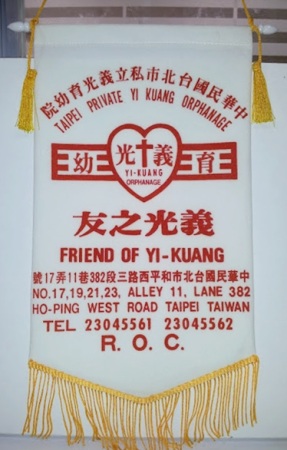 中華民國台北市私立義光育幼院
TAIPEI PRIVATE YI KUANG ORPHANAGE
義光
育幼
YI-KUANG
ORPHANAGE
義光之友
FRIEND OF YI-KUANG
中華民國台北市和平西路三段382巷11弄17號
NO.17,19,21,23, ALLEY 11, LANE 382
HO-PING WEST ROAD TAIPEI TAIWAN
TEL 23045561 23045562
R. O. C.